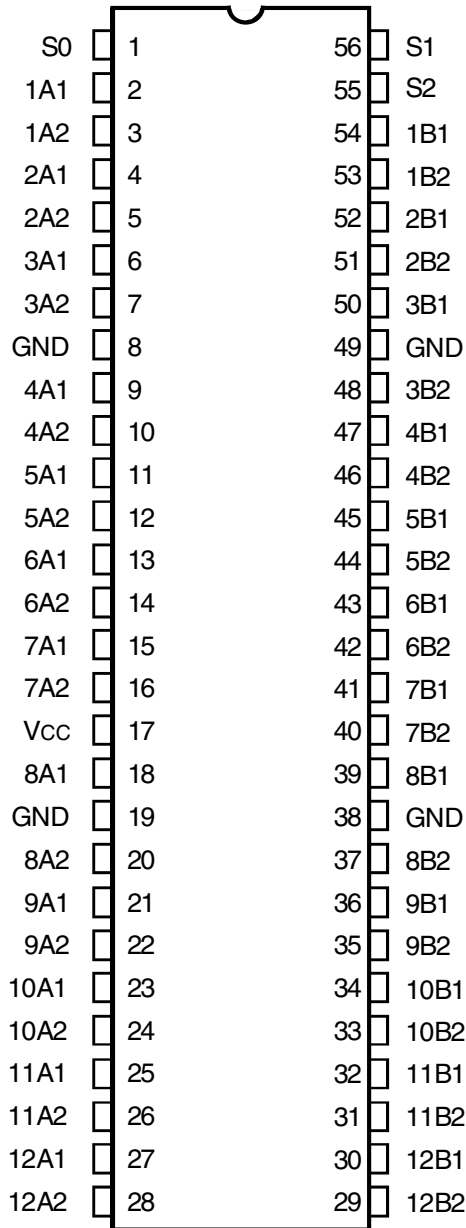 S0 1 56 S1
1A1 2 55 S2
1A2 3 54 1B1
2A1 4 53 1B2
2A2 5 52 2B1
3A1 6 51 2B2
3A2 7 50 3B1
GND 8 49 GND
4A1 9 48 3B2
4A2 10 47 4B1
5A1 11 46 4B2
5A2 12 45 5B1
6A1 13 44 5B2
6A2 14 43 6B1
7A1 15 42 6B2
7A2 16 41 7B1
VCC 17 40 7B2
8A1 18 39 8B1
GND 19 38 GND
8A2 20 37 8B2
9A1 21 36 9B1
9A2 22 35 9B2
10A1 23 34 10B1
10A2 24 33 10B2
11A1 25 32 11B1
11A2 26 31 11B2
12A1 27 30 12B1
12A2 28 29 12B2